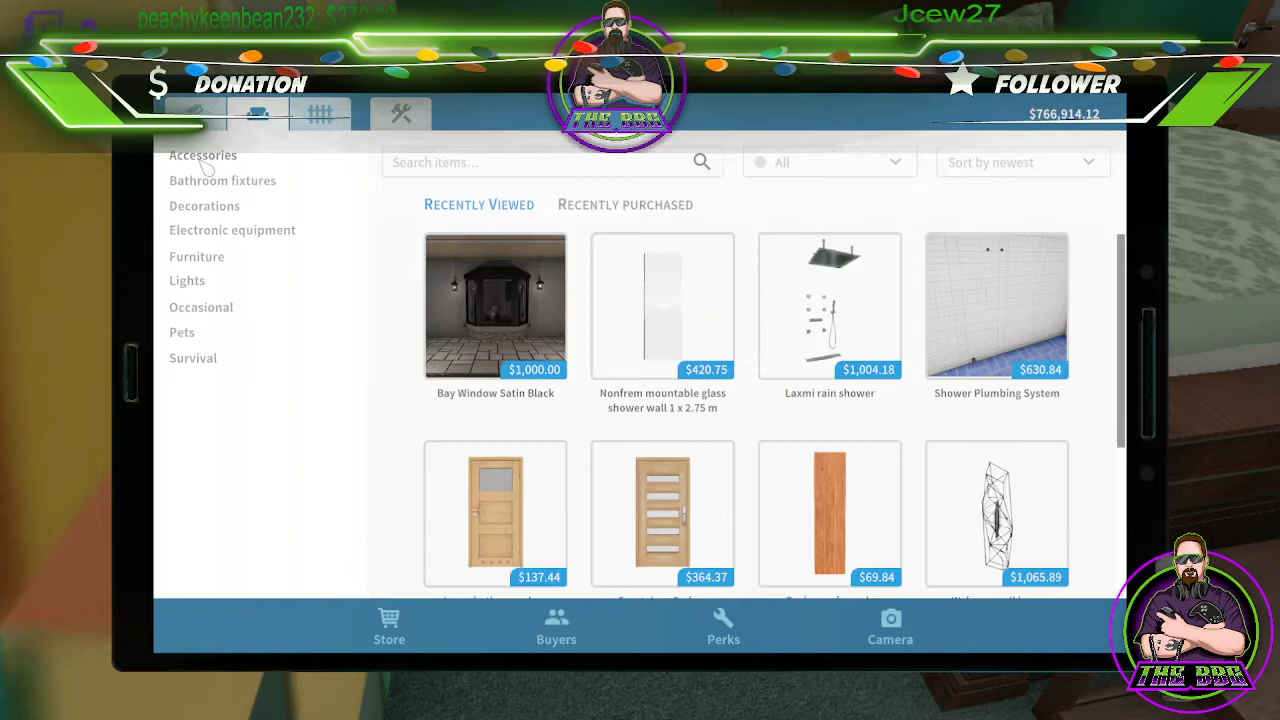 peachykeenbean232:
Jcew27
$ DONATION
FOLLOWER
THE BBG
$766,914.12
Accessories
Bathroom fixtures
Decorations
Electronic equipment
Furniture
Lights
Occasional
Pets
Survival
Search items...
All
Sort by newest
RECENTLY VIEWED
RECENTLY PURCHASED
$1,000.00
Bay Window Satin Black
$420.75
Nonfrem mountable glass
shower wall 1 x 2.75 m
$1,004.18
Laxmi rain shower
$630.84
Shower Plumbing System
$137.44
$364.37
$69.84
$1,065.89
Store
Buyers
Perks
Camera
THE BBG